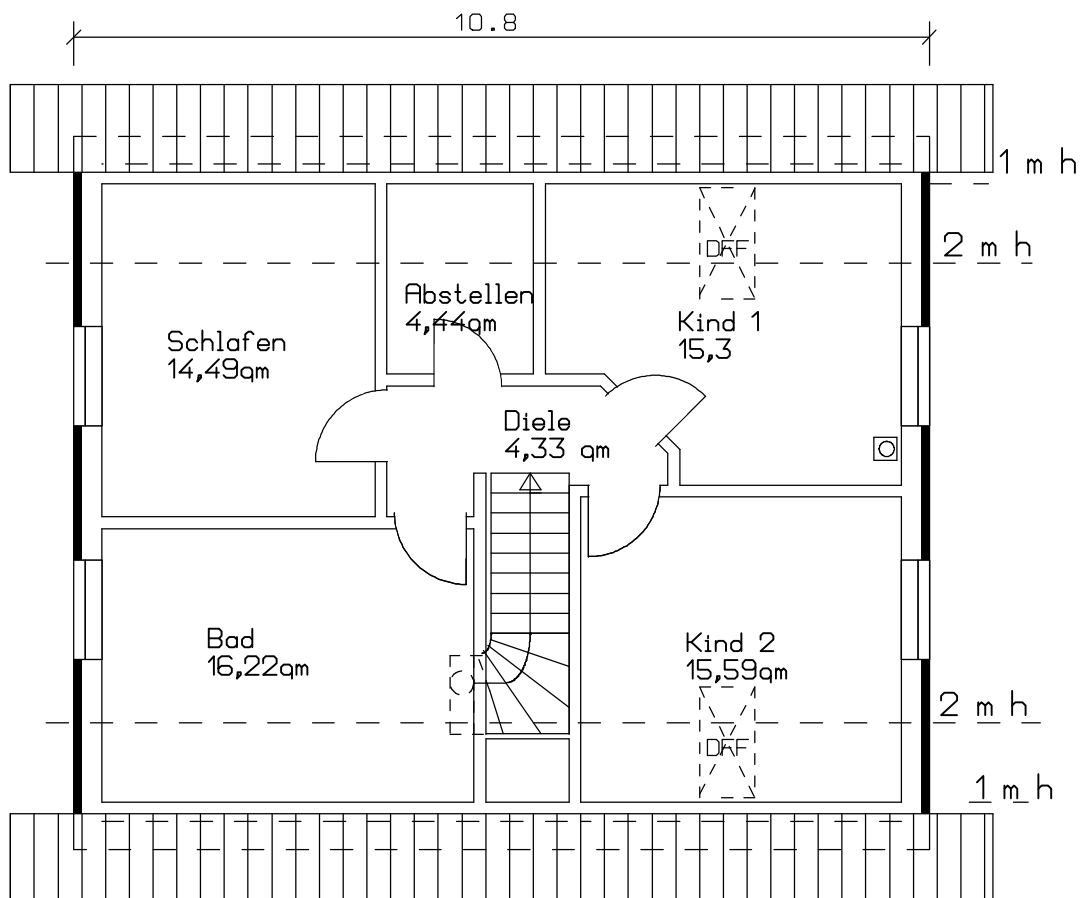 10.8
1 m h
2 m h
Abstellen
4,44qm
Kind 1
15,3
Schlafen
14,49qm
DFF
Diele
4,33 qm
Bad
16,22qm
Kind 2
15,59qm
2 m h
DFF
1 m h